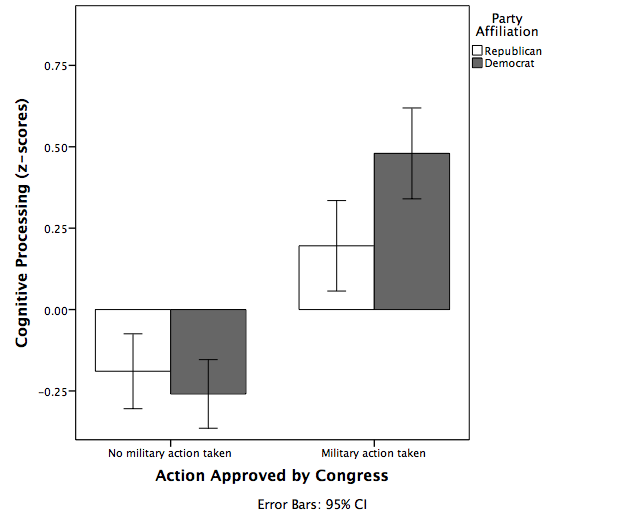 Party
Affiliation
Republican
Democrat
Cognitive Processing (z-scores)
0.75
0.50
0.25
0.00
-0.25
No military action taken
Military action taken
Action Approved by Congress
Error Bars: 95% CI